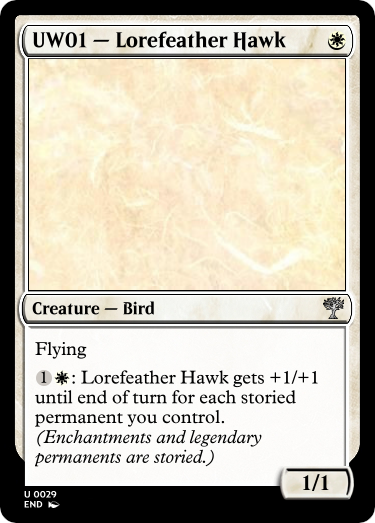 UW01 — Lorefeather Hawk
Creature — Bird
Flying
1: Lorefeather Hawk gets +1/+1
until end of turn for each storied
permanent you control.
(Enchantments and legendary
permanents are storied.)
1/1
U 0029
END